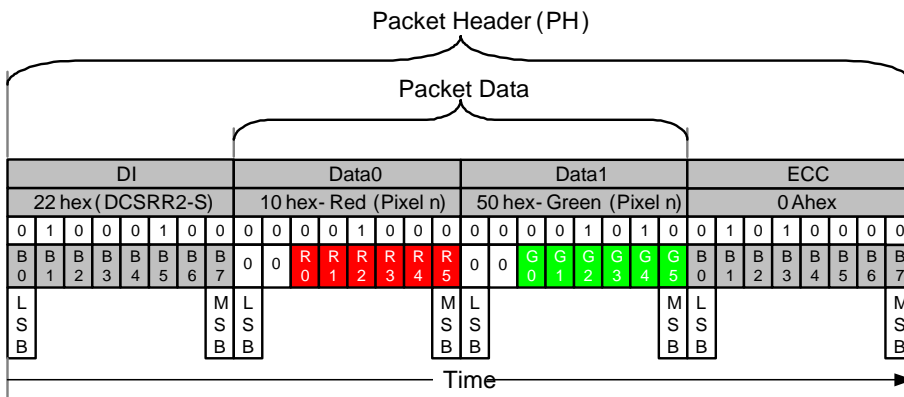 Packet Header (PH)
Packet Data
DI Data0 Data1 ECC
22 hex (DCSRR2-S) 10 hex- Red (Pixel n) 50 hex- Green (Pixel n) 0Ahex
0 1 0 0 0 1 0 0 0 0 0 0 1 0 0 0 0 0 0 0 1 0 1 0 0 1 0 1 0 0 0 0
B0 B1 B2 B3 B4 B5 B6 B7 0 0 R0 R1 R2 R3 R4 R5 0 0 G0 G1 G2 G3 G4 G5 B0 B1 B2 B3 B4 B5 B6 B7
LSB MSB LSB MSB LSB MSB LSB MSB
Time